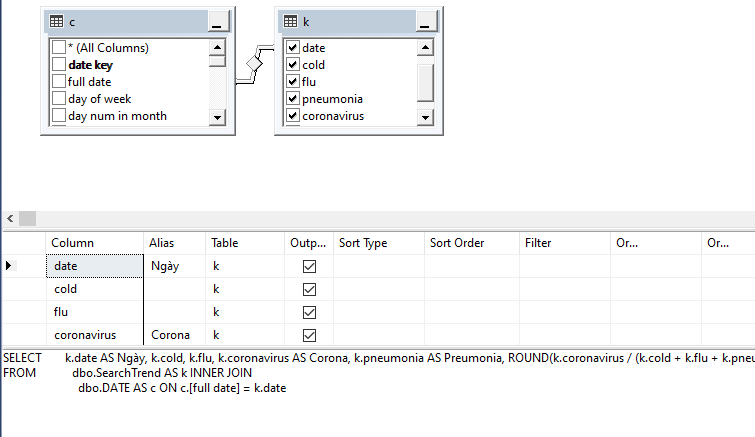 c
* (All Columns)
date key
full date
day of week
day num in month
k
date
cold
flu
pneumonia
coronavirus
Column Alias Table Outp... Sort Type Sort Order Filter Or... Or...
date Ngày k
cold k
flu k
coronavirus Corona k
SELECT k.date AS Ngày, k.cold, k.flu, k.coronavirus AS Corona, k.pneumonia AS Preumonia, ROUND(k.coronavirus / (k.cold + k.flu + k.pneu
FROM dbo.SearchTrend AS k INNER JOIN
dbo.DATE AS c ON c.[full date] = k.date